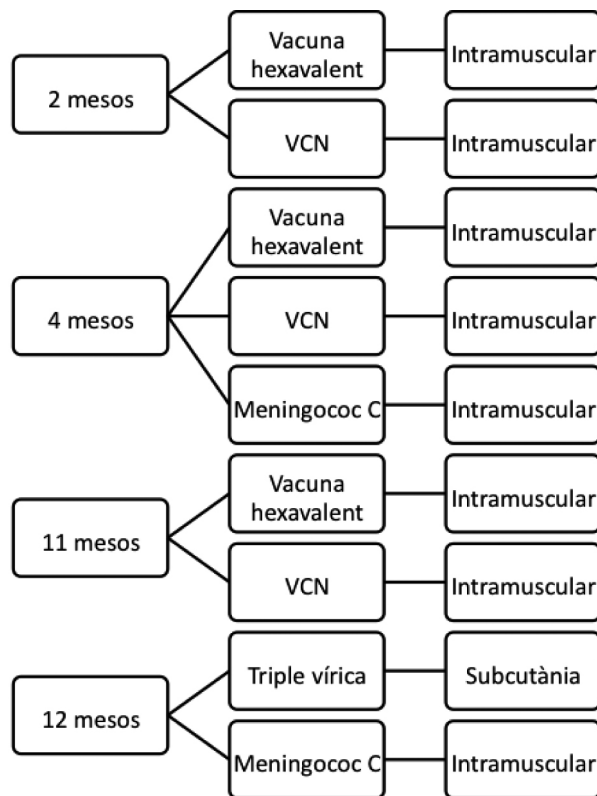 2 mesos
Vacuna
hexavalent
Intramuscular
VCN
Intramuscular
4 mesos
Vacuna
hexavalent
Intramuscular
VCN
Intramuscular
Meningococ C
Intramuscular
11 mesos
Vacuna
hexavalent
Intramuscular
VCN
Intramuscular
12 mesos
Triple vírica
Subcutània
Meningococ C
Intramuscular